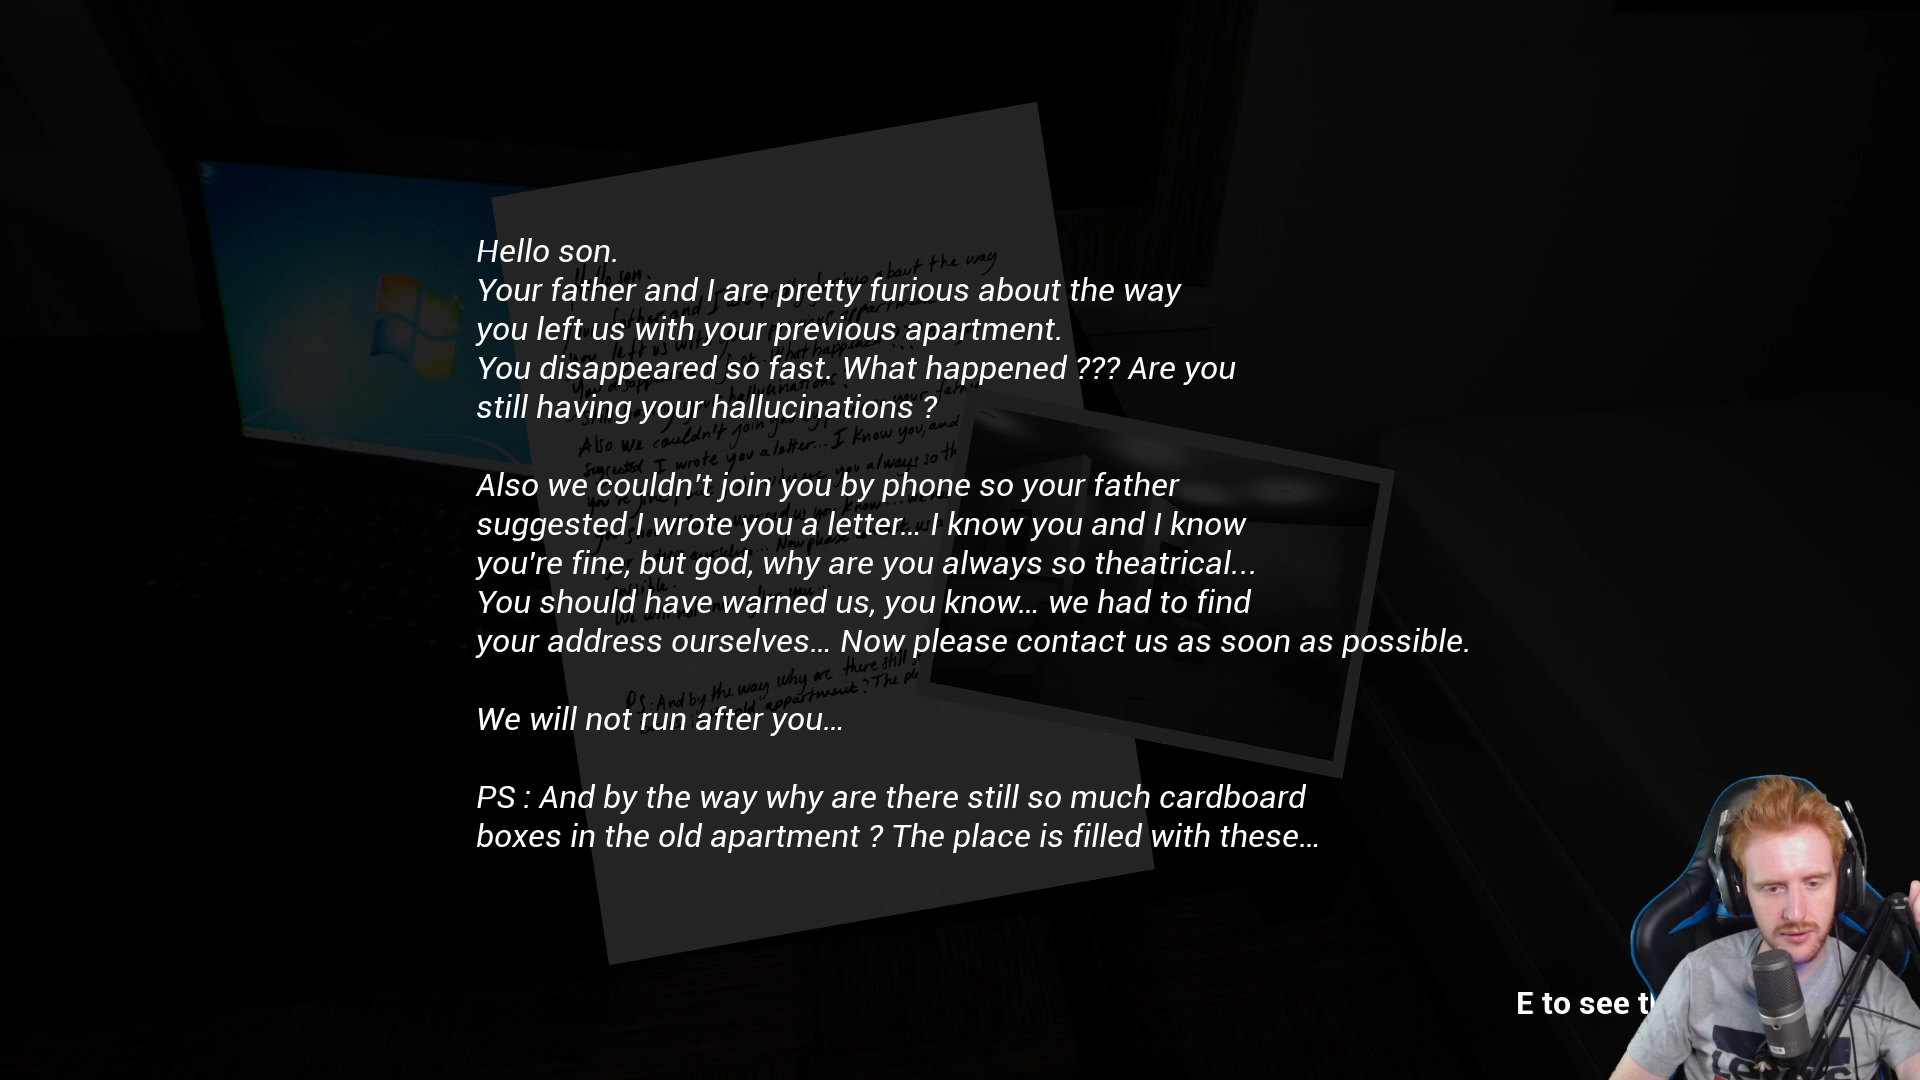 Hello son.
Your father and I are pretty furious about the way
you left us with your previous apartment.
You disappeared so fast. What happened ??? Are you
still having your hallucinations ?
Also we couldn't join you by phone so your father
suggested I wrote you a letter... I know you and I know
you're fine, but god, why are you always so theatrical...
You should have warned us, you know... we had to find
your address ourselves... Now please contact us as soon as possible.
We will not run after you...
PS : And by the way why are there still so much cardboard
boxes in the old apartment ? The place is filled with these...
E to see